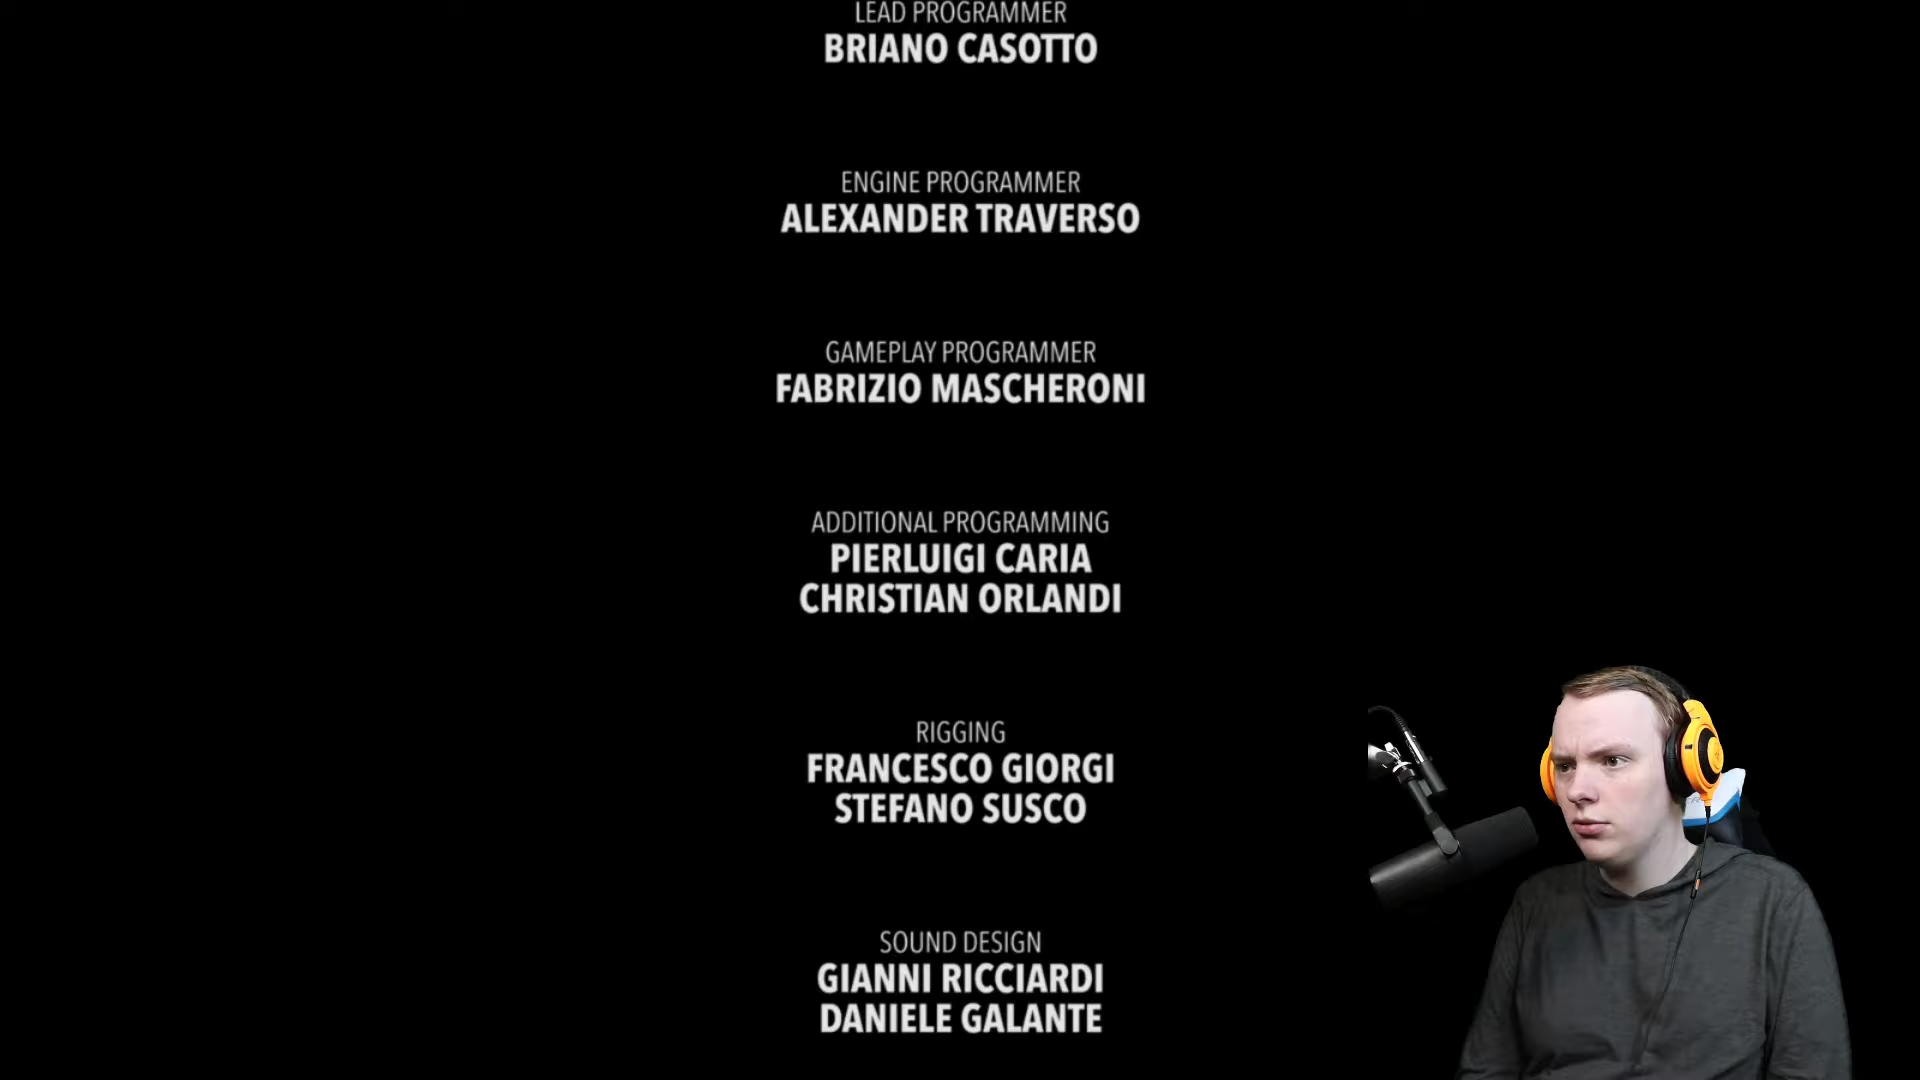 LEAD PROGRAMMER
BRIANO CASOTTO
ENGINE PROGRAMMER
ALEXANDER TRAVERSO
GAMEPLAY PROGRAMMER
FABRIZIO MASCHERONI
ADDITIONAL PROGRAMMING
PIERLUIGI CARIA
CHRISTIAN ORLANDI
RIGGING
FRANCESCO GIORGI
STEFANO SUSCO
SOUND DESIGN
GIANNI RICCIARDI
DANIELE GALANTE